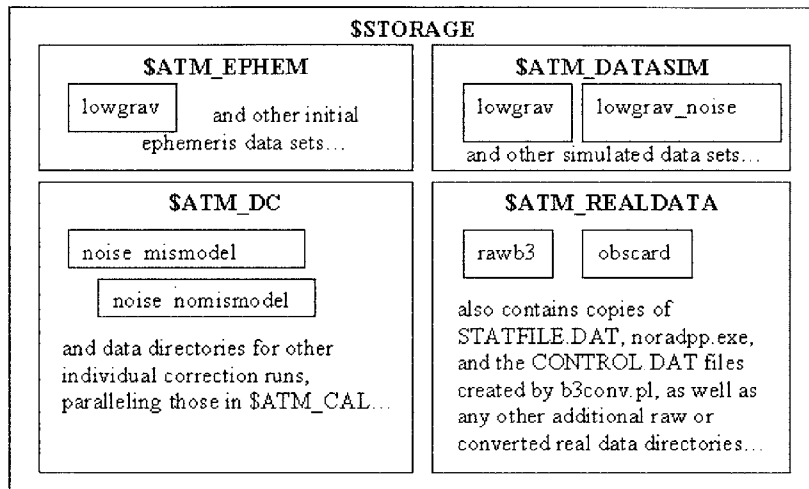 $STORAGE
$ATM_EPHEM
lowgrav
and other initial
ephemeris data sets...
$ATM_DATASIM
lowgrav
lowgrav_noise
and other simulated data sets...
$ATM_DC
noise_mismodel
noise_nomismodel
and data directories for other
individual correction runs,
paralleling those in $ATM_CAL...
$ATM_REALDATA
rawb3
obscard
also contains copies of
STATFILE.DAT, noradpp.exe,
and the CONTROL.DAT files
created by b3conv.pl, as well as
any other additional raw or
converted real data directories...